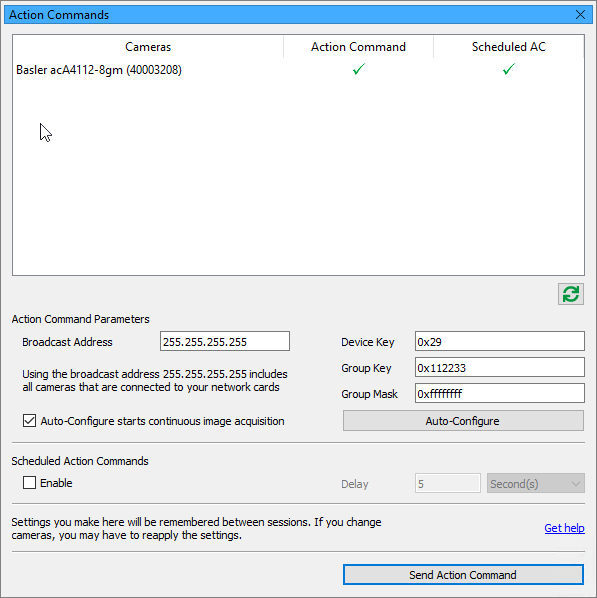 Action Commands
Cameras Action Command Scheduled AC
Basler acA4112-8gm (40003208)
Action Command Parameters
Broadcast Address 255.255.255.255 Device Key 0x29
Group Key 0x112233
Using the broadcast address 255.255.255.255 includes
all cameras that are connected to your network cards
Group Mask 0xffffffff
Auto-Configure starts continuous image acquisition Auto-Configure
Scheduled Action Commands
Enable Delay 5 Second(s)
Settings you make here will be remembered between sessions. If you change
cameras, you may have to reapply the settings.
Get help
Send Action Command